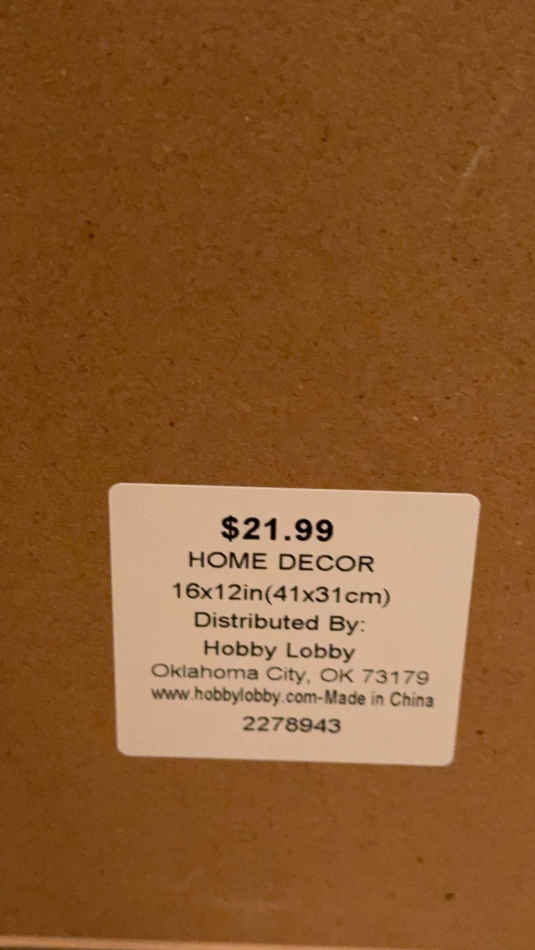 $21.99
HOME DECOR
16x12in(41x31cm)
Distributed By:
Hobby Lobby
Oklahoma City, OK 73179
www.hobbylobby.com-Made in China
2278943